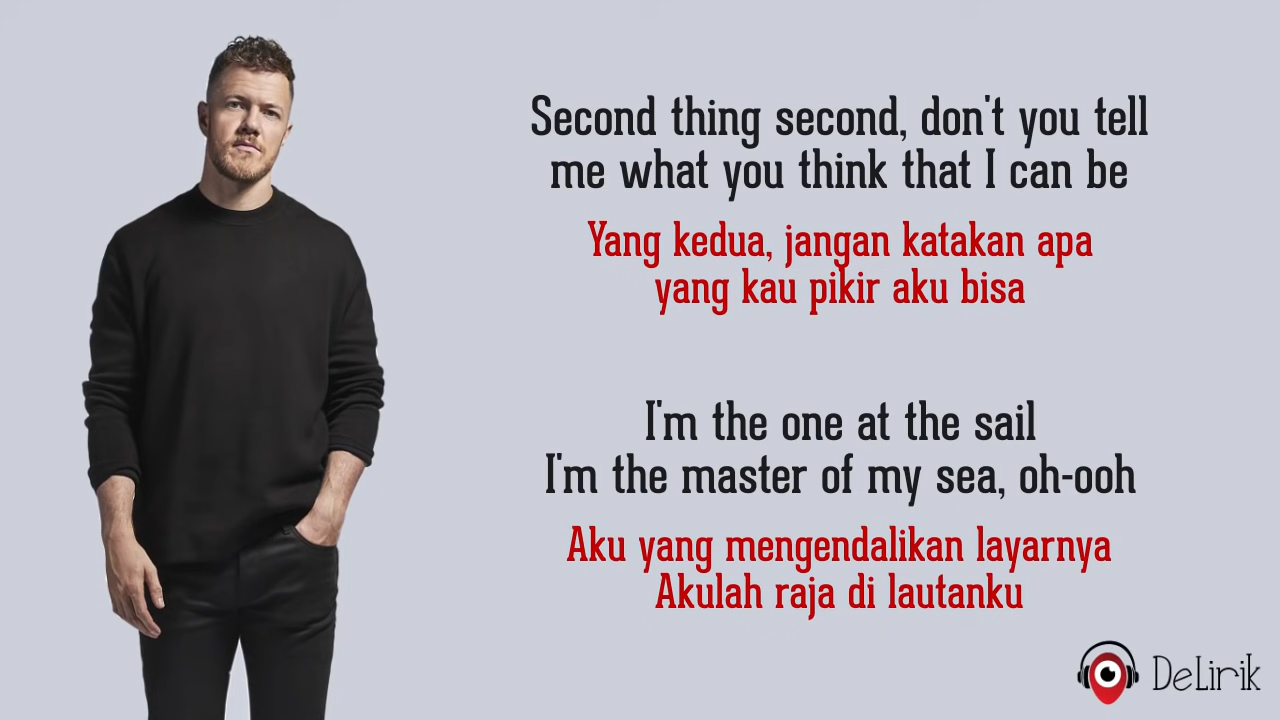 Second thing second, don't you tell
me what you think that I can be
Yang kedua, jangan katakan apa
yang kau pikir aku bisa
I'm the one at the sail
I'm the master of my sea, oh-ooh
Aku yang mengendalikan layarnya
Akulah raja di lautanku
DeLirik